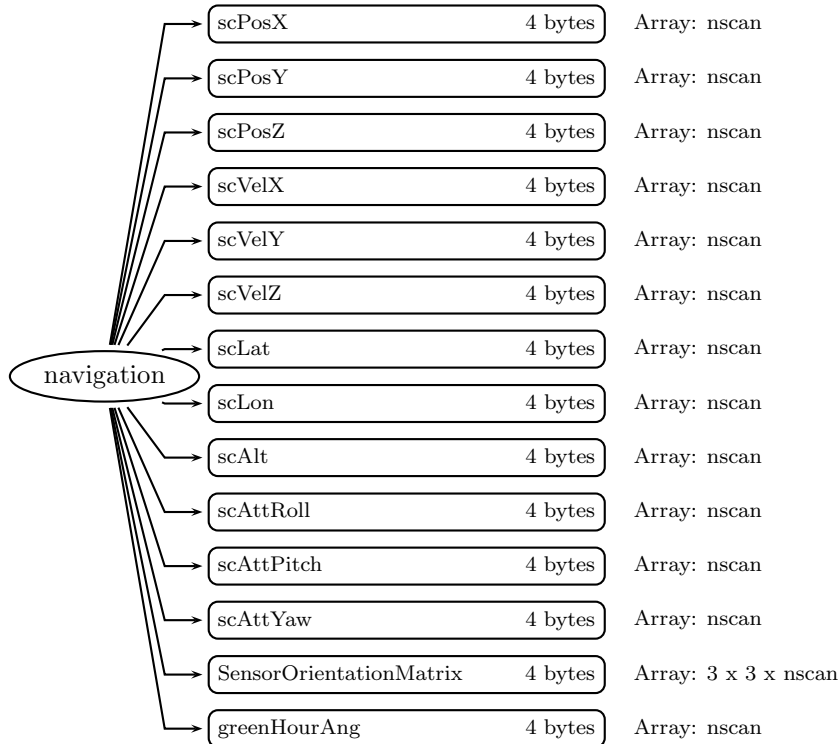 scPosX 4 bytes Array: nscan
scPosY 4 bytes Array: nscan
scPosZ 4 bytes Array: nscan
scVelX 4 bytes Array: nscan
scVelY 4 bytes Array: nscan
scVelZ 4 bytes Array: nscan
scLat 4 bytes Array: nscan
navigation
scLon 4 bytes Array: nscan
scAlt 4 bytes Array: nscan
scAttRoll 4 bytes Array: nscan
scAttPitch 4 bytes Array: nscan
scAttYaw 4 bytes Array: nscan
SensorOrientationMatrix 4 bytes Array: 3 x 3 x nscan
greenHourAng 4 bytes Array: nscan